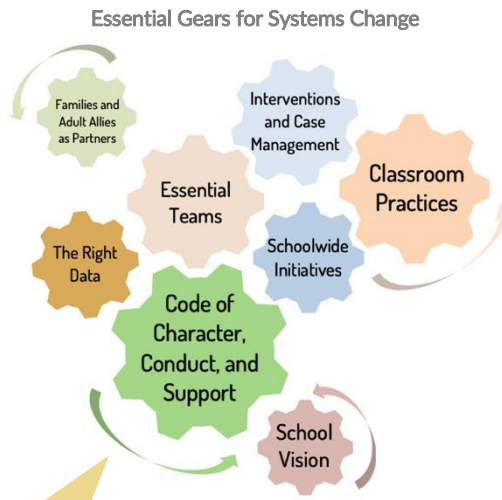 Essential Gears for Systems Change
Families and
Adult Allies
as Partners
Interventions
and Case
Management
Classroom
Practices
Essential
Teams
The Right
Data
Schoolwide
Initiatives
Code of
Character,
Conduct, and
Support
School
Vision